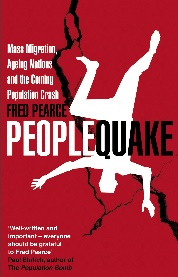 Mass Migration,
Ageing Nations
and the Coming
Population Crash
FRED PEARCE
PEOPLEQUAKE
'Well-written and
important – everyone
should be grateful
to Fred Pearce'
Paul Ehrlich, author of
The Population Bomb